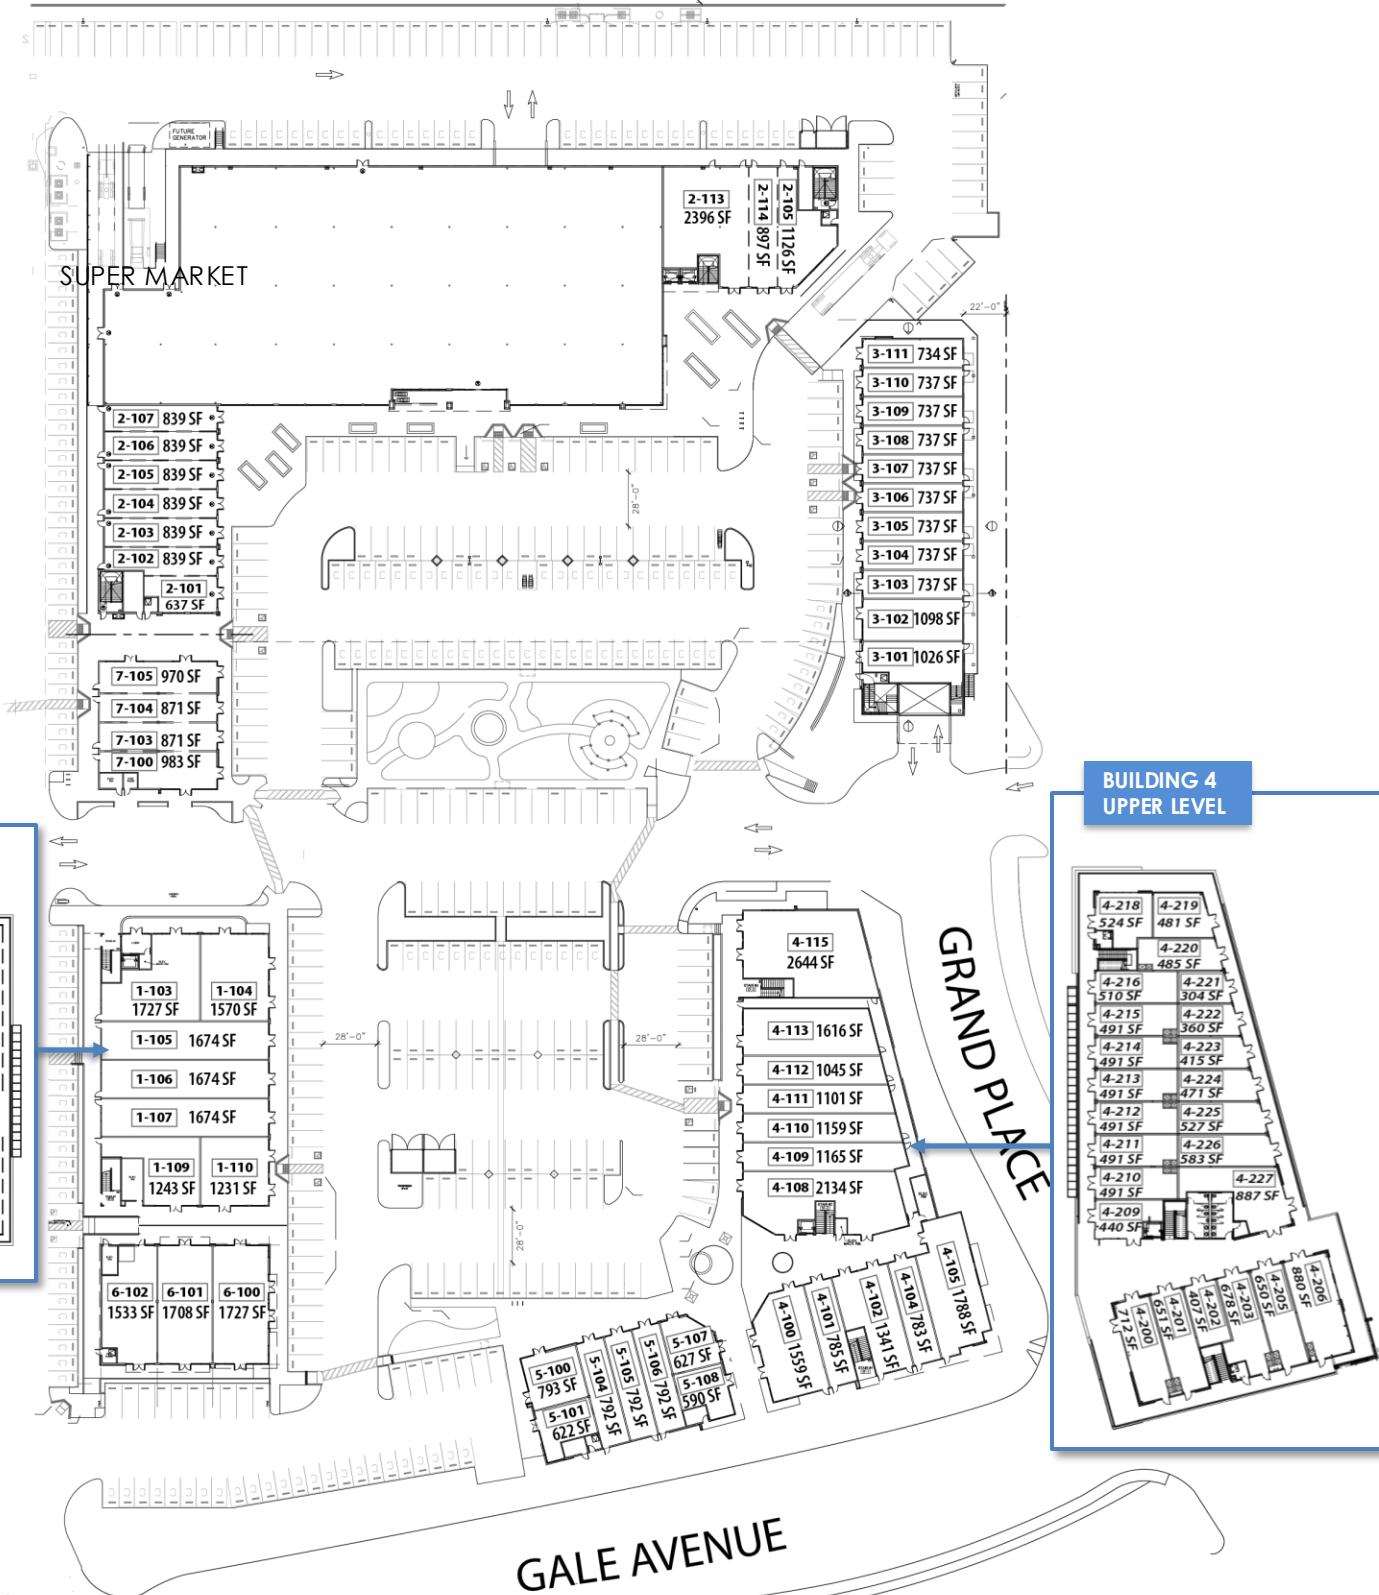 FUTURE
GENERATOR
SUPER MARKET
2-113
2396 SF
2-114 897 SF
2-105 1126 SF
22'-0"
3-111 734 SF
3-110 737 SF
3-109 737 SF
3-108 737 SF
3-107 737 SF
3-106 737 SF
3-105 737 SF
3-104 737 SF
3-103 737 SF
3-102 1098 SF
3-101 1026 SF
2-107 839 SF
2-106 839 SF
2-105 839 SF
2-104 839 SF
2-103 839 SF
2-102 839 SF
2-101
637 SF
28'-0"
7-105 970 SF
7-104 871 SF
7-103 871 SF
7-100 983 SF
BUILDING 4
UPPER LEVEL
1-103
1727 SF
1-104
1570 SF
1-105 1674 SF
1-106 1674 SF
1-107 1674 SF
1-109
1243 SF
1-110
1231 SF
28'-0"
28'-0"
28'-0"
6-102
1533 SF
6-101
1708 SF
6-100
1727 SF
4-115
2644 SF
4-113 1616 SF
4-112 1045 SF
4-111 1101 SF
4-110 1159 SF
4-109 1165 SF
4-108 2134 SF
4-100 1559 SF
4-101 785 SF
4-102 1341 SF
4-104 783 SF
4-105 1788 SF
5-100
793 SF
5-101
622 SF
5-104 792 SF
5-105 792 SF
5-106 792 SF
5-107
627 SF
5-108
590 SF
GRAND PLACE
4-218
524 SF
4-219
481 SF
4-220
485 SF
4-216
510 SF
4-221
304 SF
4-215
491 SF
4-222
360 SF
4-214
491 SF
4-223
415 SF
4-213
491 SF
4-224
471 SF
4-212
491 SF
4-225
527 SF
4-211
491 SF
4-226
583 SF
4-210
491 SF
4-227
887 SF
4-209
440 SF
4-200
712 SF
4-201
651 SF
4-202
407 SF
4-203
678 SF
4-205
650 SF
4-206
880 SF
GALE AVENUE